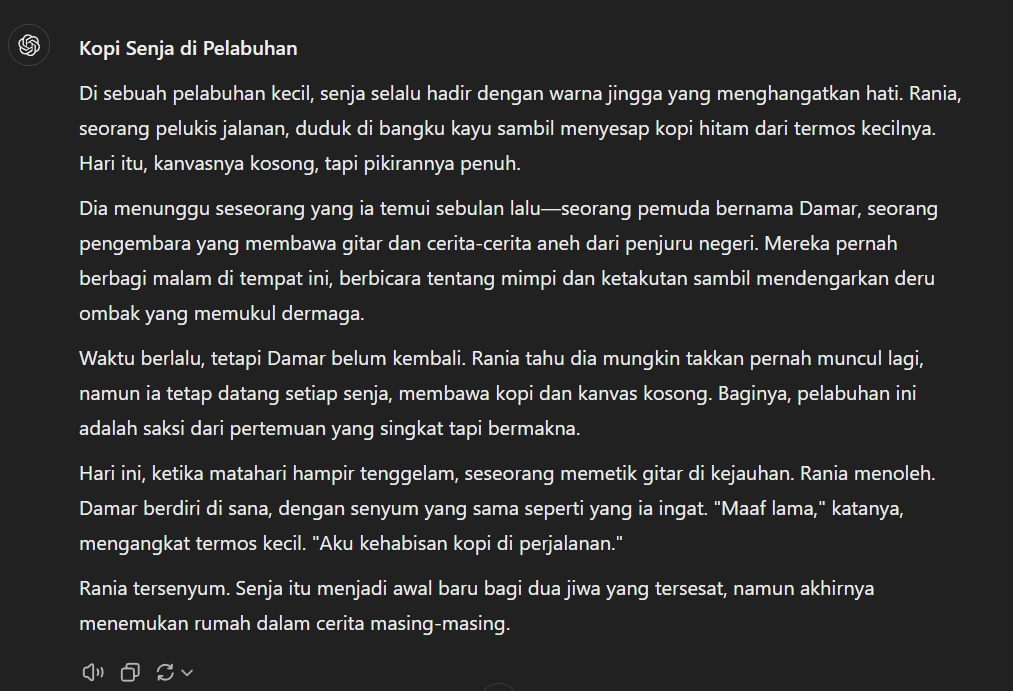 Kopi Senja di Pelabuhan
Di sebuah pelabuhan kecil, senja selalu hadir dengan warna jingga yang menghangatkan hati. Rania,
seorang pelukis jalanan, duduk di bangku kayu sambil menyesap kopi hitam dari termos kecilnya.
Hari itu, kanvasnya kosong, tapi pikirannya penuh.
Dia menunggu seseorang yang ia temui sebulan lalu—seorang pemuda bernama Damar, seorang
pengembara yang membawa gitar dan cerita-cerita aneh dari penjuru negeri. Mereka pernah
berbagi malam di tempat ini, berbicara tentang mimpi dan ketakutan sambil mendengarkan deru
ombak yang memukul dermaga.
Waktu berlalu, tetapi Damar belum kembali. Rania tahu dia mungkin takkan pernah muncul lagi,
namun ia tetap datang setiap senja, membawa kopi dan kanvas kosong. Baginya, pelabuhan ini
adalah saksi dari pertemuan yang singkat tapi bermakna.
Hari ini, ketika matahari hampir tenggelam, seseorang memetik gitar di kejauhan. Rania menoleh.
Damar berdiri di sana, dengan senyum yang sama seperti yang ia ingat. "Maaf lama," katanya,
mengangkat termos kecil. "Aku kehabisan kopi di perjalanan."
Rania tersenyum. Senja itu menjadi awal baru bagi dua jiwa yang tersesat, namun akhirnya
menemukan rumah dalam cerita masing-masing.